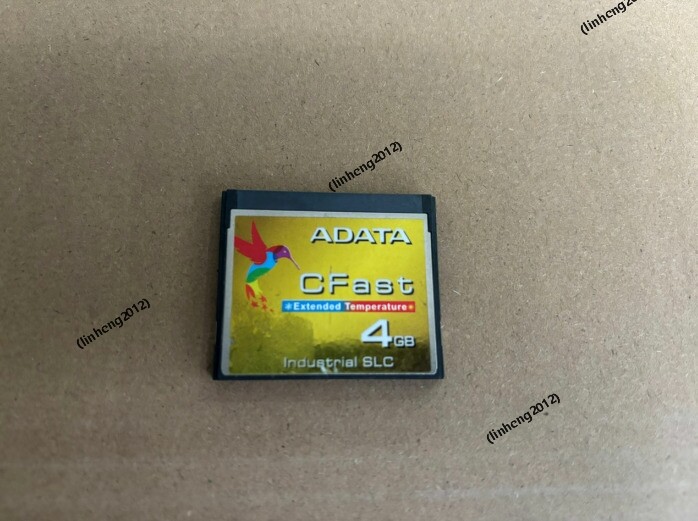 (linhcng2012)
ADATA
CFast
*Extended Temperature*
4GB
Industrial SLC
(linhcng2012)
(linhcng2012)